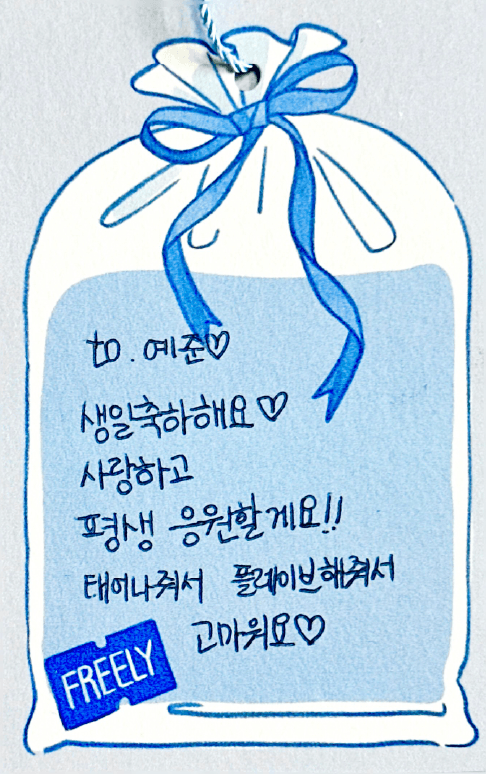 to. 예준♡
생일축하해요♡
사랑하고
평생 응원할게요!!
태어나줘서 플레이브해줘서
고마워요♡
FREELY